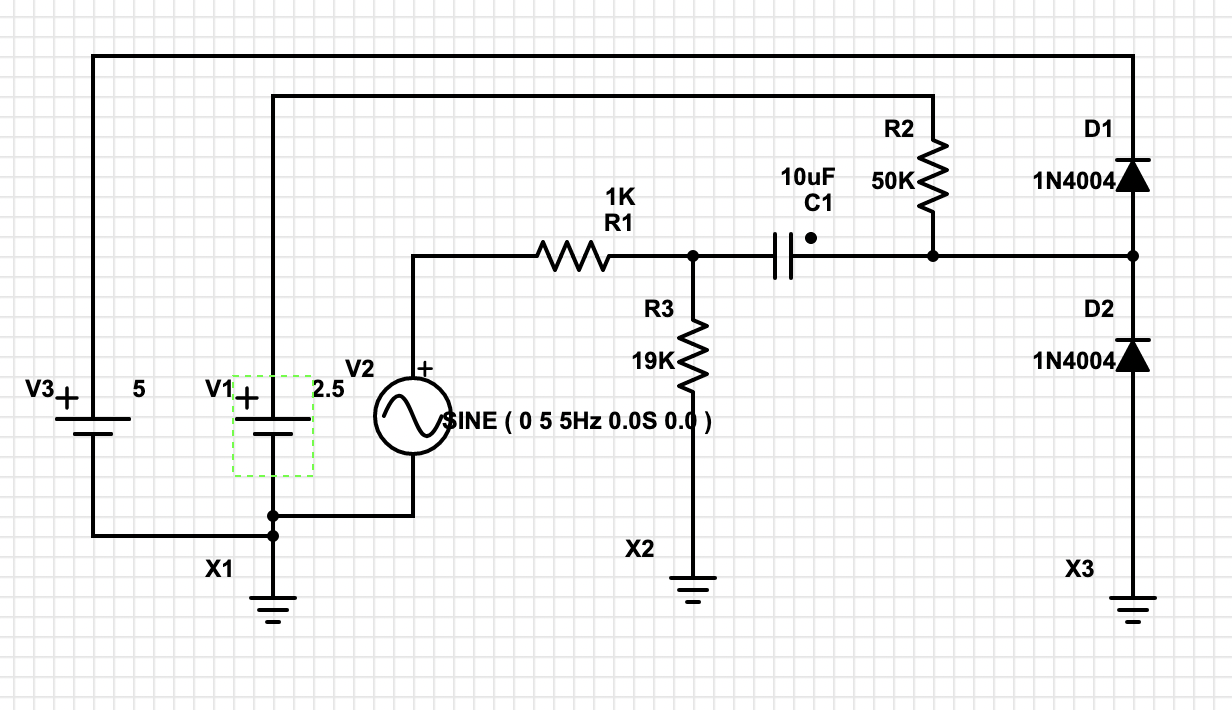 R2
D1
10uF
50K
1N4004
1K
C1
R1
R3
D2
19K
1N4004
V2
+
V3
+
5
V1
+
2.5
SINE ( 0 5 5Hz 0.0S 0.0 )
X2
X1
X3